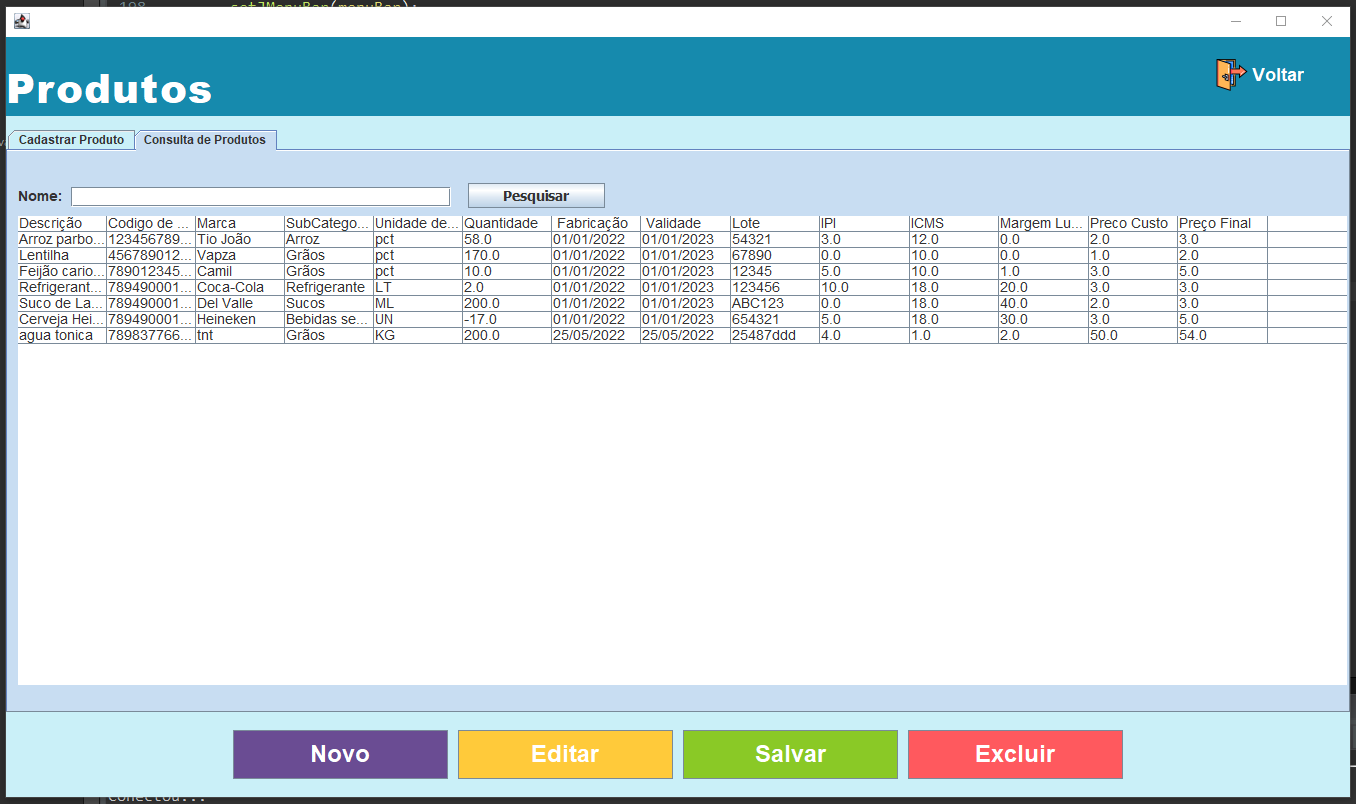 198 setJMenuBar(menuBar);
Produtos
Voltar
Cadastrar Produto Consulta de Produtos
Nome: Pesquisar
Descrição Codigo de ... Marca SubCatego... Unidade de... Quantidade Fabricação Validade Lote IPI ICMS Margem Lu... Preco Custo Preço Final
Arroz parbo... 123456789... Tio João Arroz pct 58.0 01/01/2022 01/01/2023 54321 3.0 12.0 0.0 2.0 3.0
Lentilha 456789012... Vapza Grãos pct 170.0 01/01/2022 01/01/2023 67890 0.0 10.0 0.0 1.0 2.0
Feijão cario... 789012345... Camil Grãos pct 10.0 01/01/2022 01/01/2023 12345 5.0 10.0 1.0 3.0 5.0
Refrigerant... 789490001... Coca-Cola Refrigerante LT 2.0 01/01/2022 01/01/2023 123456 10.0 18.0 20.0 3.0 3.0
Suco de La... 789490001... Del Valle Sucos ML 200.0 01/01/2022 01/01/2023 ABC123 0.0 18.0 40.0 2.0 3.0
Cerveja Hei... 789490001... Heineken Bebidas se... UN -17.0 01/01/2022 01/01/2023 654321 5.0 18.0 30.0 3.0 5.0
agua tonica 789837766... tnt Grãos KG 200.0 25/05/2022 25/05/2022 25487ddd 4.0 1.0 2.0 50.0 54.0
Novo Editar Salvar Excluir
Conectou...